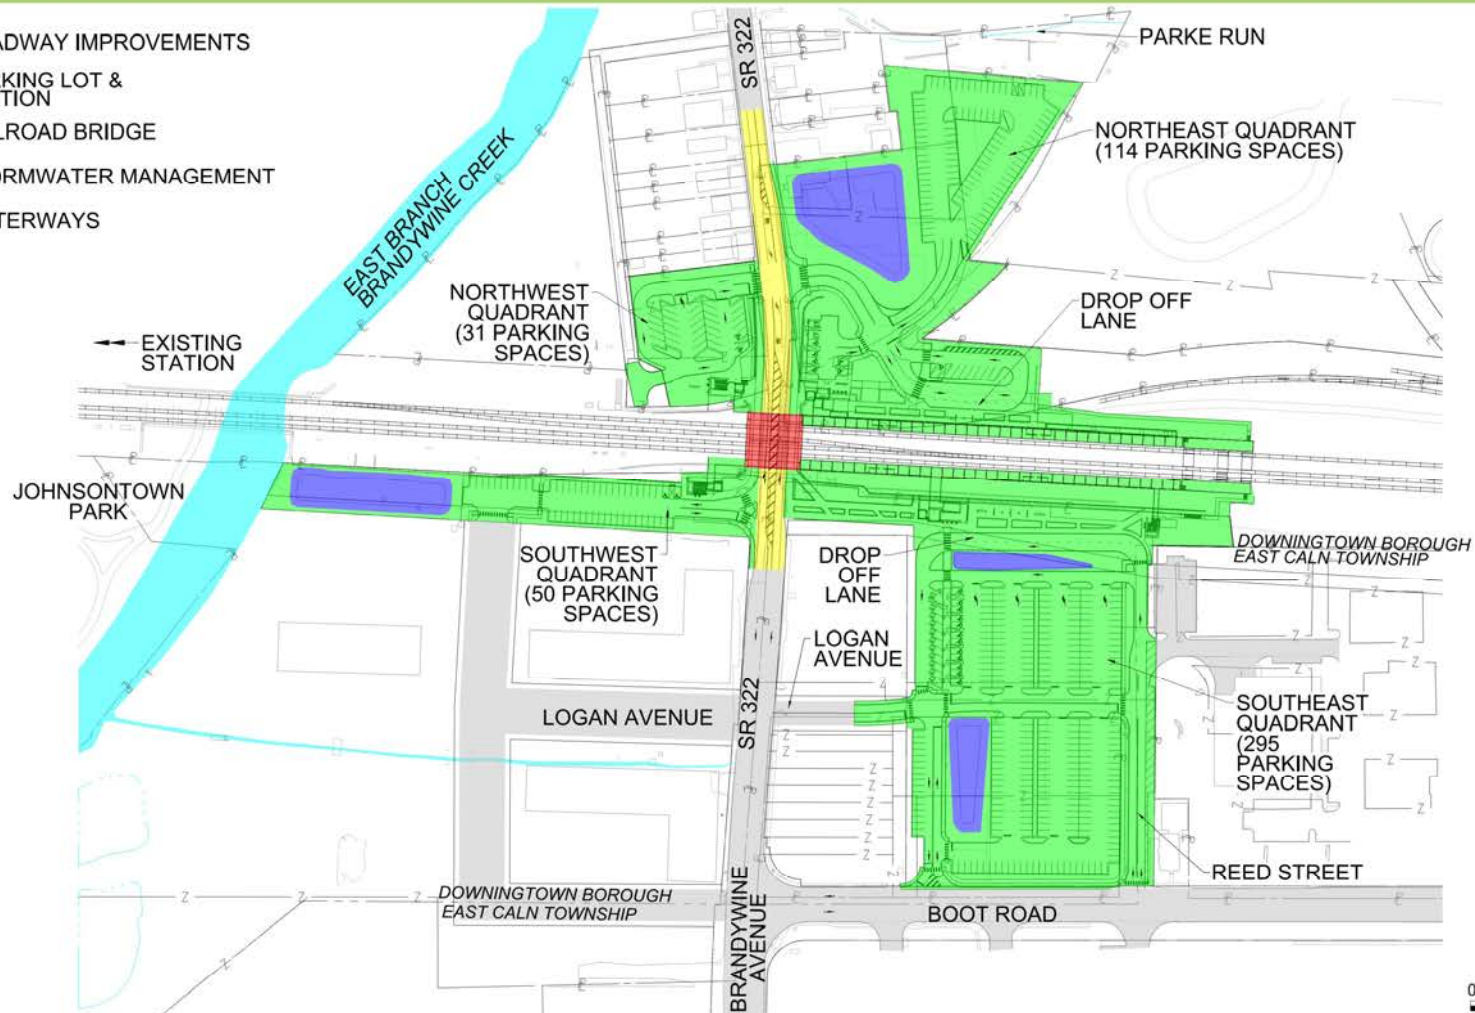 ADWAY IMPROVEMENTS
KING LOT &
TION
LROAD BRIDGE
ORMWATER MANAGEMENT
TERWAYS
SR 322
PARKE RUN
NORTHEAST QUADRANT
(114 PARKING SPACES)
EAST BRANCH
BRANDYWINE CREEK
NORTHWEST
QUADRANT
(31 PARKING
SPACES)
DROP OFF
LANE
EXISTING
STATION
JOHNSONTOWN
PARK
SOUTHWEST
QUADRANT
(50 PARKING
SPACES)
DROP
OFF
LANE
DOWNINGTOWN BOROUGH
EAST CALN TOWNSHIP
LOGAN
AVENUE
LOGAN AVENUE
SR 322
SOUTHEAST
QUADRANT
(295
PARKING
SPACES)
REED STREET
DOWNINGTOWN BOROUGH
EAST CALN TOWNSHIP
BRANDYWINE
AVENUE
BOOT ROAD
0